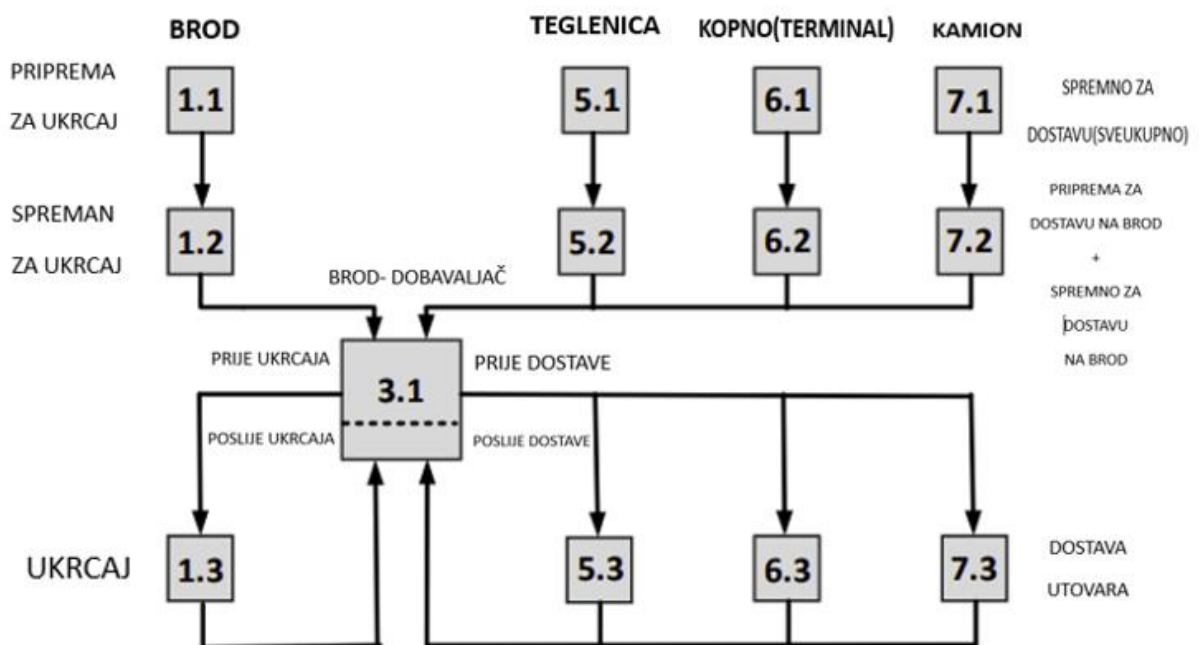 BROD
TEGLENICA
KOPNO(TERMINAL)
KAMION
PRIPREMA
ZA UKRCAJ
1.1
5.1
6.1
7.1
SPREMNO ZA
DOSTAVU(SVEUKUPNO)
SPREMAN
ZA UKRCAJ
1.2
5.2
6.2
7.2
PRIPREMA ZA
DOSTAVU NA BROD
+
SPREMNO ZA
DOSTAVU
NA BROD
BROD- DOBAVALJAČ
PRIJE UKRCAJA
3.1
PRIJE DOSTAVE
POSLIJE UKRCAJA
POSLIJE DOSTAVE
UKRCAJ
1.3
5.3
6.3
7.3
DOSTAVA
UTOVARA